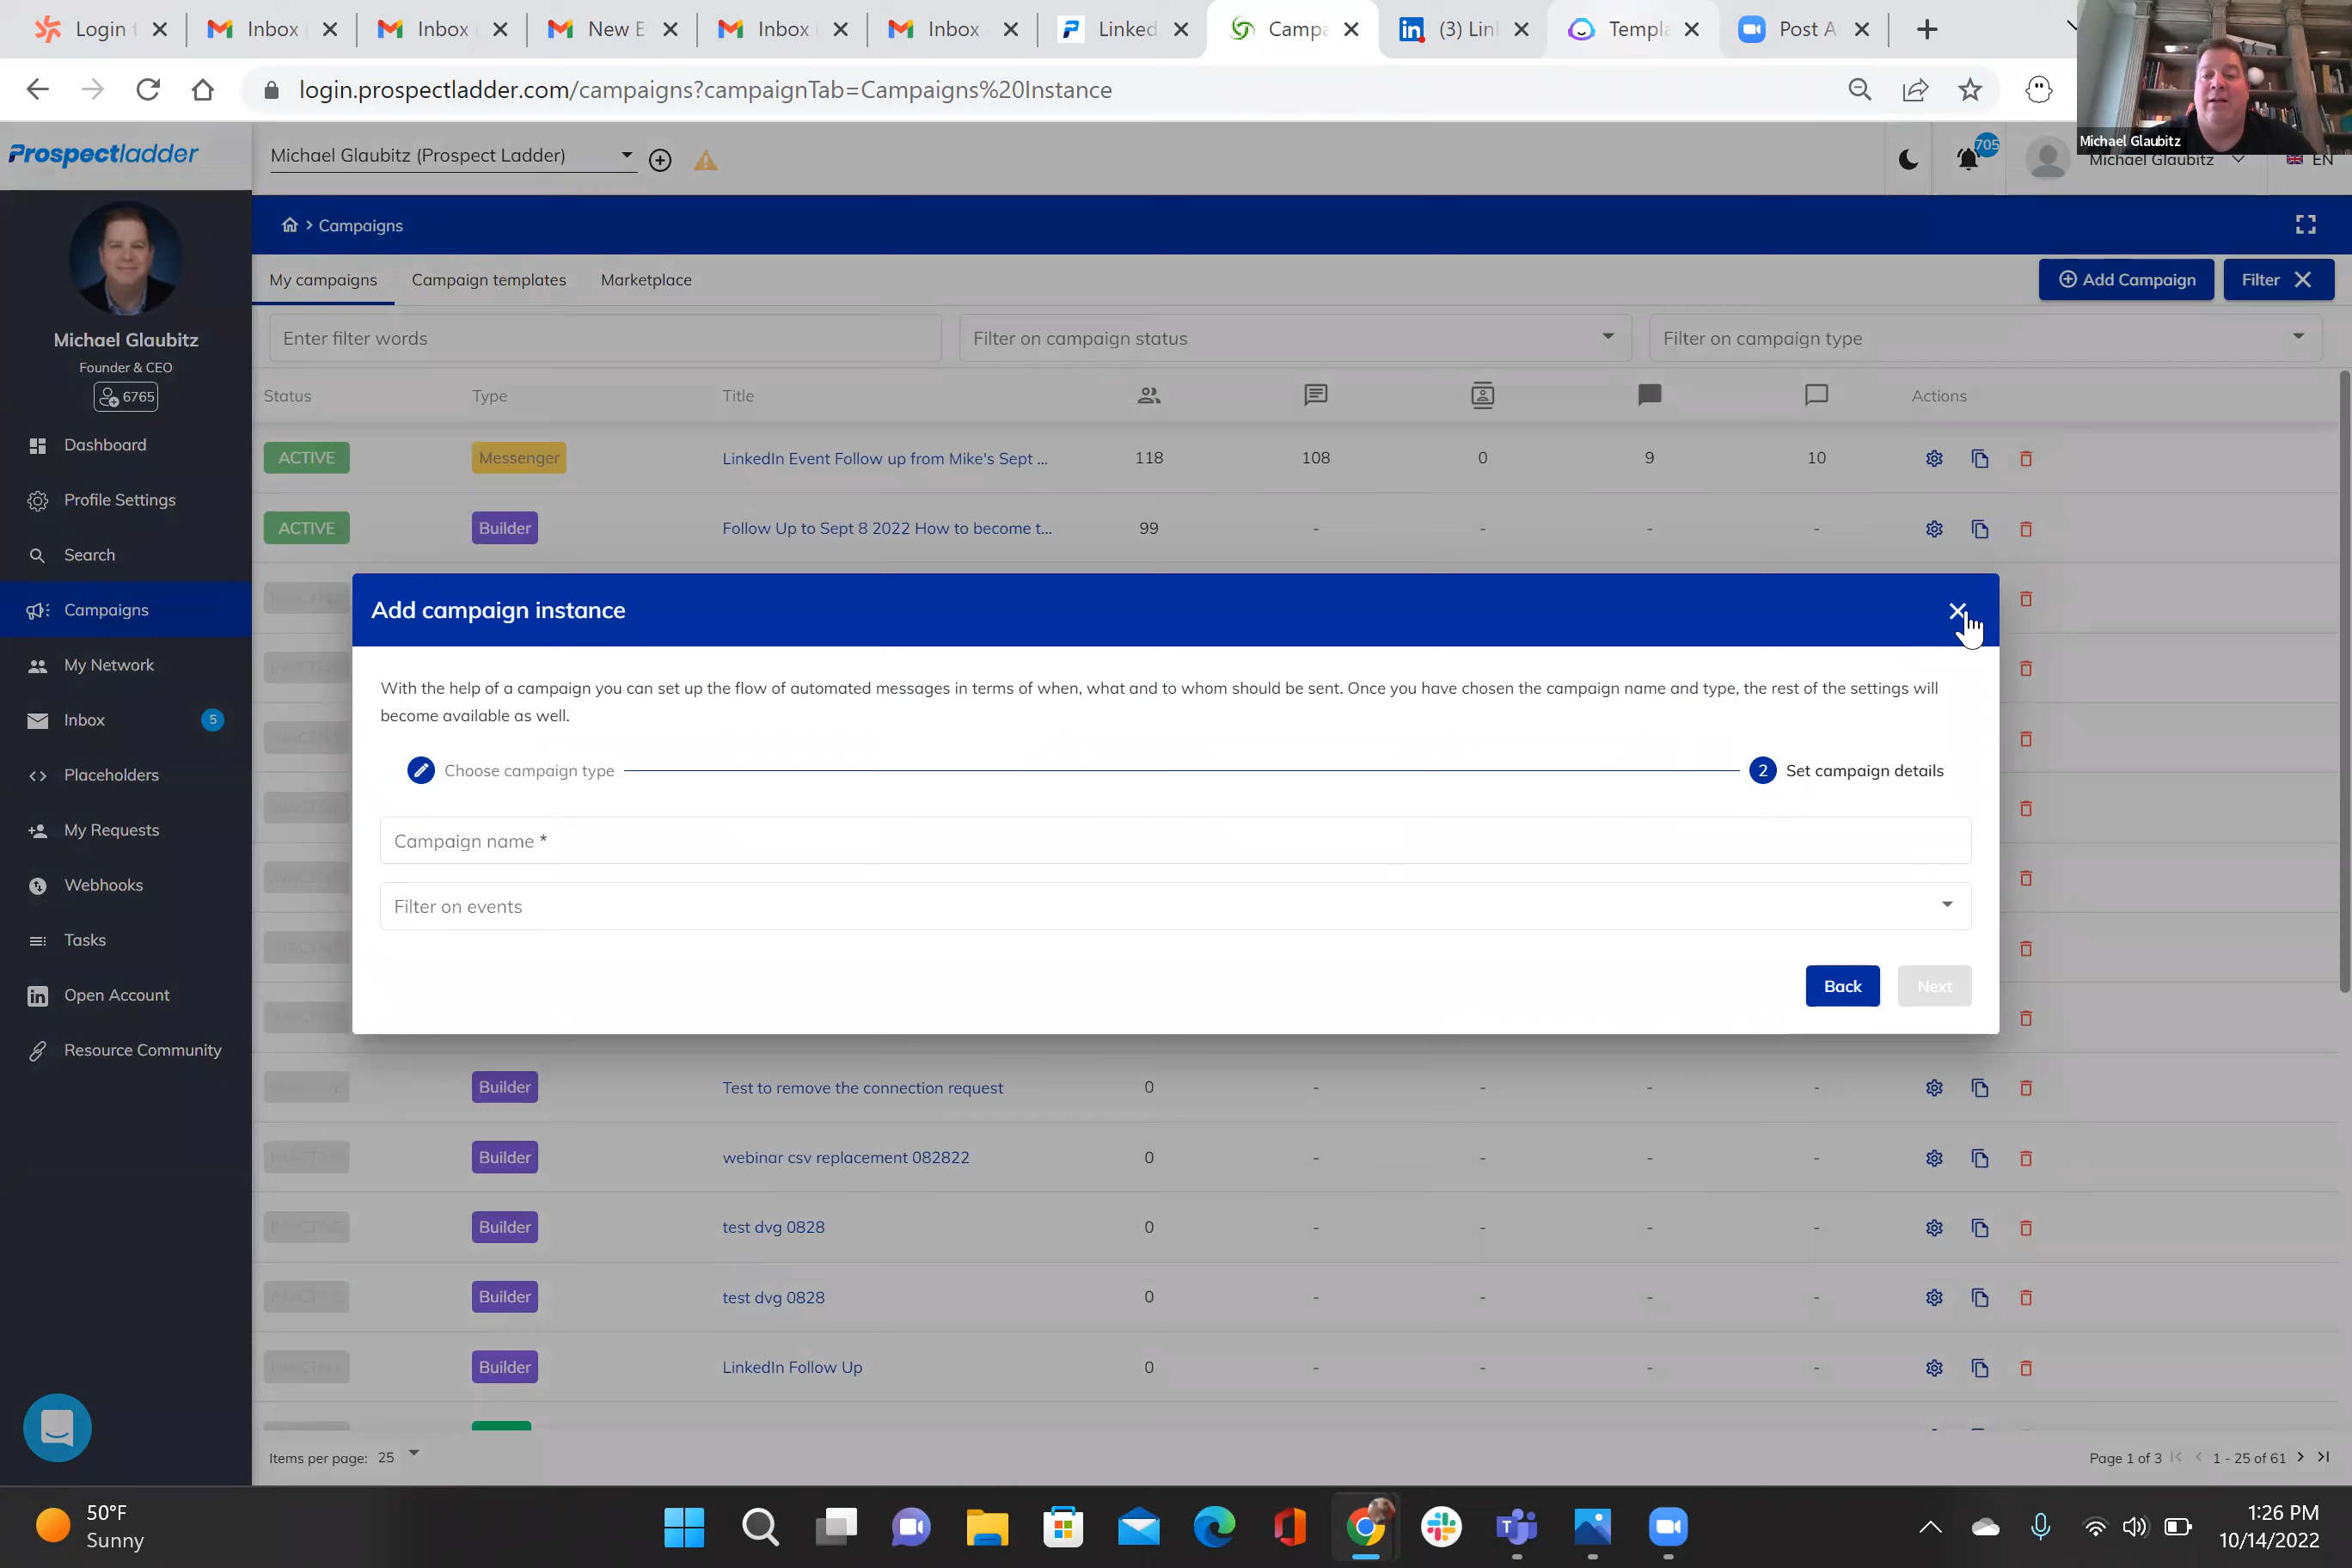 Login
Inbox
Inbox
New E
Inbox
Inbox
Linked
Campa
(3) Lin
Templa
Post A
login.prospectladder.com/campaigns?campaignTab=Campaigns%20Instance
Michael Glaubitz
Prospectladder
Michael Glaubitz (Prospect Ladder)
705
Michael Glaubitz
EN
Campaigns
My campaigns
Campaign templates
Marketplace
Add Campaign
Filter
Enter filter words
Filter on campaign status
Filter on campaign type
Michael Glaubitz
Founder & CEO
6765
Dashboard
Profile Settings
Search
Campaigns
My Network
Inbox
5
Placeholders
My Requests
Webhooks
Tasks
Open Account
Resource Community
Status Type Title Actions
ACTIVE Messenger LinkedIn Event Follow up from Mike's Sept ... 118 108 0 9 10
ACTIVE Builder Follow Up to Sept 8 2022 How to become t... 99 - - - -
Add campaign instance
With the help of a campaign you can set up the flow of automated messages in terms of when, what and to whom should be sent. Once you have chosen the campaign name and type, the rest of the settings will
become available as well.
Choose campaign type
2 Set campaign details
Campaign name *
Filter on events
Back
Next
Builder Test to remove the connection request 0 - - - -
Builder webinar csv replacement 082822 0 - - - -
Builder test dvg 0828 0 - - - -
Builder test dvg 0828 0 - - - -
Builder LinkedIn Follow Up 0 - - - -
Items per page: 25
Page 1 of 3
1 - 25 of 61
50°F
Sunny
1:26 PM
10/14/2022